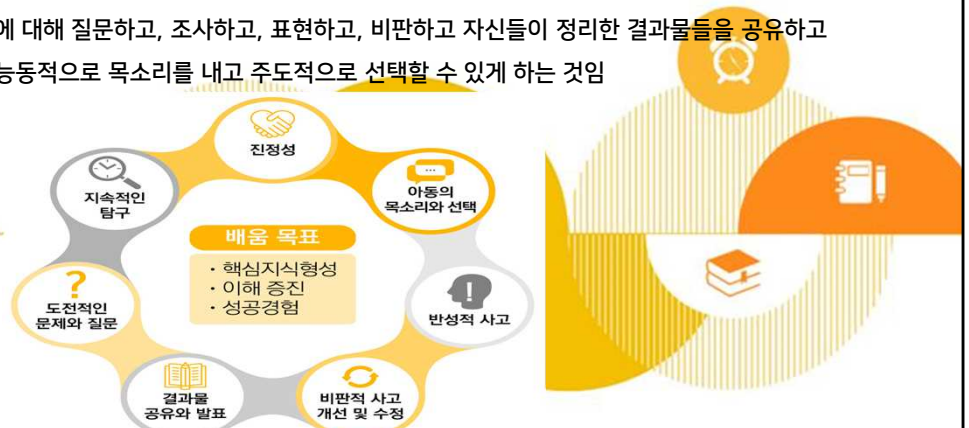 에 대해 질문하고, 조사하고, 표현하고, 비판하고 자신들이 정리한 결과물들을 공유하고
능동적으로 목소리를 내고 주도적으로 선택할 수 있게 하는 것임
진정성
아동의
목소리와 선택
반성적 사고
비판적 사고
개선 및 수정
결과물
공유와 발표
도전적인
문제와 질문
지속적인
탐구
배움 목표
· 핵심지식형성
· 이해 증진
· 성공경험